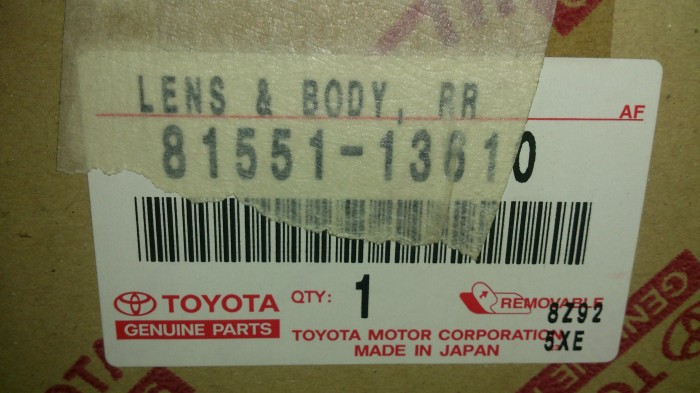 LENS & BODY, RR
AF
81551-13610
TOYOTA
GENUINE PARTS
QTY: 1
REMOVABLE
8Z92
5XE
TOYOTA MOTOR CORPORATION
MADE IN JAPAN